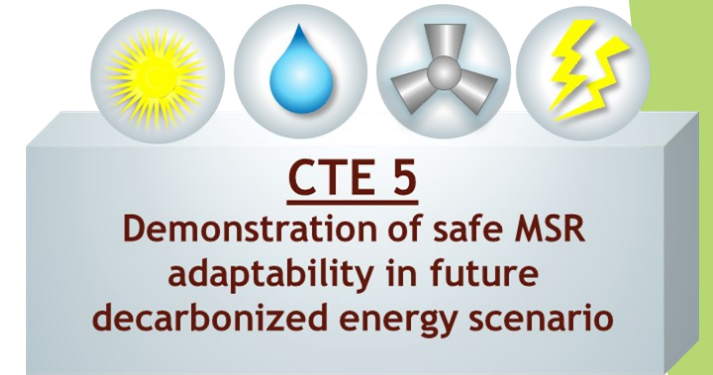 CTE 5
Demonstration of safe MSR
adaptability in future
decarbonized energy scenario